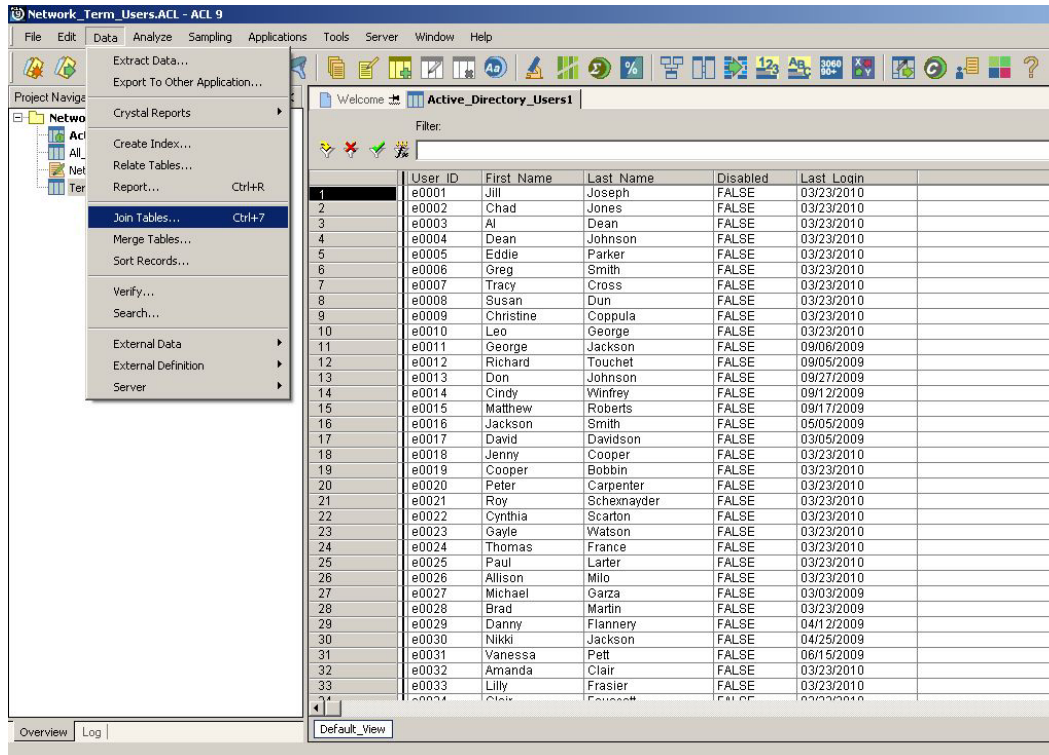 Network_Term_Users.ACL - ACL 9
File Edit Data Analyze Sampling Applications Tools Server Window Help
Extract Data...
Export To Other Application...
Crystal Reports
Create Index...
Relate Tables...
Report... Ctrl+R
Join Tables... Ctrl+7
Merge Tables...
Sort Records...
Verify...
Search...
External Data
External Definition
Server
Project Naviga
Netwo
Act
All_
Net
Ter
Welcome Active_Directory_Users1
Filter:
User ID First Name Last Name Disabled Last Login
1 e0001 Jill Joseph FALSE 03/23/2010
2 e0002 Chad Jones FALSE 03/23/2010
3 e0003 Al Dean FALSE 03/23/2010
4 e0004 Dean Johnson FALSE 03/23/2010
5 e0005 Eddie Parker FALSE 03/23/2010
6 e0006 Greg Smith FALSE 03/23/2010
7 e0007 Tracy Cross FALSE 03/23/2010
8 e0008 Susan Dun FALSE 03/23/2010
9 e0009 Christine Coppula FALSE 03/23/2010
10 e0010 Leo George FALSE 03/23/2010
11 e0011 George Jackson FALSE 09/06/2009
12 e0012 Richard Touchet FALSE 09/05/2009
13 e0013 Don Johnson FALSE 09/27/2009
14 e0014 Cindy Winfrey FALSE 09/12/2009
15 e0015 Matthew Roberts FALSE 09/17/2009
16 e0016 Jackson Smith FALSE 05/05/2009
17 e0017 David Davidson FALSE 03/05/2009
18 e0018 Jenny Cooper FALSE 03/23/2010
19 e0019 Cooper Bobbin FALSE 03/23/2010
20 e0020 Peter Carpenter FALSE 03/23/2010
21 e0021 Roy Schexnayder FALSE 03/23/2010
22 e0022 Cynthia Scarton FALSE 03/23/2010
23 e0023 Gayle Watson FALSE 03/23/2010
24 e0024 Thomas France FALSE 03/23/2010
25 e0025 Paul Larter FALSE 03/23/2010
26 e0026 Allison Milo FALSE 03/23/2010
27 e0027 Michael Garza FALSE 03/03/2009
28 e0028 Brad Martin FALSE 03/23/2009
29 e0029 Danny Flannery FALSE 04/12/2009
30 e0030 Nikki Jackson FALSE 04/25/2009
31 e0031 Vanessa Pett FALSE 06/15/2009
32 e0032 Amanda Clair FALSE 03/23/2010
33 e0033 Lilly Frasier FALSE 03/23/2010
Default_View
Overview Log